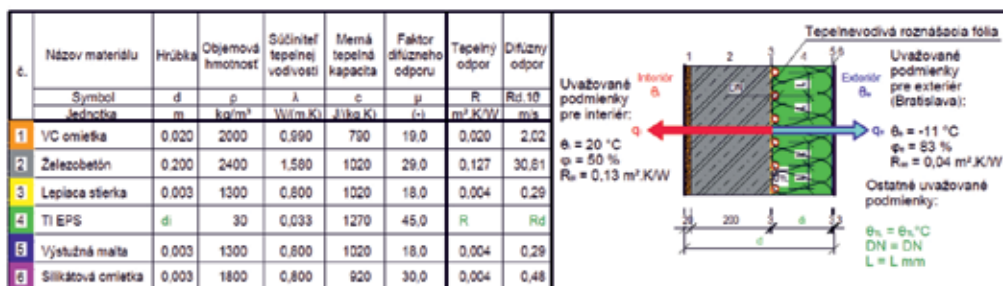 č.
Názov materiálu
Hrúbka
Objemová hmotnosť
Súčiniteľ tepelnej vodivosti
Merná tepelná kapacita
Faktor difúzneho odporu
Tepelný odpor
Difúzny odpor
Symbol d ρ λ c μ R Rd.10⁹
Jednotka m kg/m³ W/(m.K) J/(kg.K) (-) m².K/W m/s
1 VC omietka 0,020 2000 0,990 790 19,0 0,020 2,02
2 Železobetón 0,200 2400 1,580 1020 29,0 0,127 30,81
3 Lepiaca stierka 0,003 1300 0,800 1020 18,0 0,004 0,29
4 TI EPS di 30 0,033 1270 45,0 R Rd
5 Výstužná malta 0,003 1300 0,800 1020 18,0 0,004 0,29
6 Silikátová omietka 0,003 1800 0,800 920 30,0 0,004 0,48
Tepelnevodivá roznášacia fólia
1 2 3 4 5,6
Uvažované
podmienky
pre interiér:
θi = 20 °C
φi = 50 %
Rsi = 0,13 m².K/W
Interiér
θi
qi
DN
Exteriér
θe
qe
Uvažované
podmienky
pre exteriér
(Bratislava):
θe = -11 °C
φe = 83 %
Rse = 0,04 m².K/W
Ostatné uvažované
podmienky:
θTL = θTL°C
DN = DN
L = L mm
20 200 3 di 3 3
d